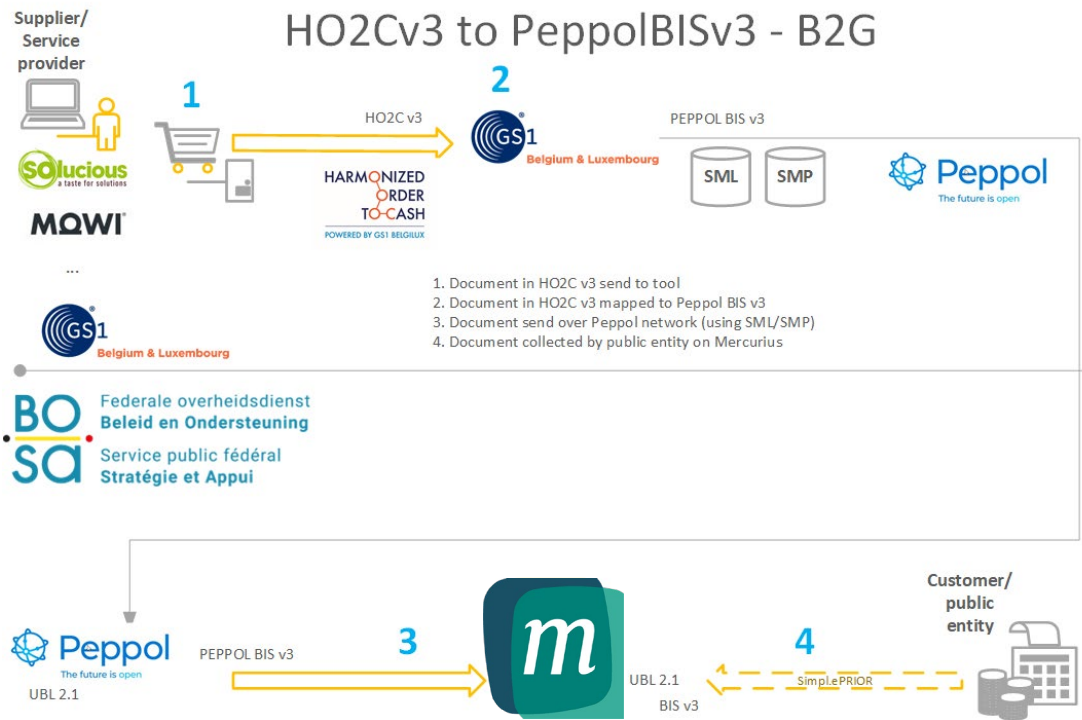 Supplier/
Service
provider
HO2Cv3 to PeppolBISv3 - B2G
1
2
HO2C v3
PEPPOL BIS v3
GS1
Belgium & Luxembourg
Solucious
a taste for solutions
MOWI
...
HARMONIZED
ORDER
TO-CASH
POWERED BY GS1 BELGILUX
SML
SMP
Peppol
The future is open
1. Document in HO2C v3 send to tool
2. Document in HO2C v3 mapped to Peppol BIS v3
3. Document send over Peppol network (using SML/SMP)
4. Document collected by public entity on Mercurius
GS1
Belgium & Luxembourg
BOSa
Federale overheidsdienst
Beleid en Ondersteuning
Service public fédéral
Stratégie et Appui
Customer/
public
entity
Peppol
The future is open
UBL 2.1
PEPPOL BIS v3
3
m
4
UBL 2.1
BIS v3
Simpl.ePRIOR